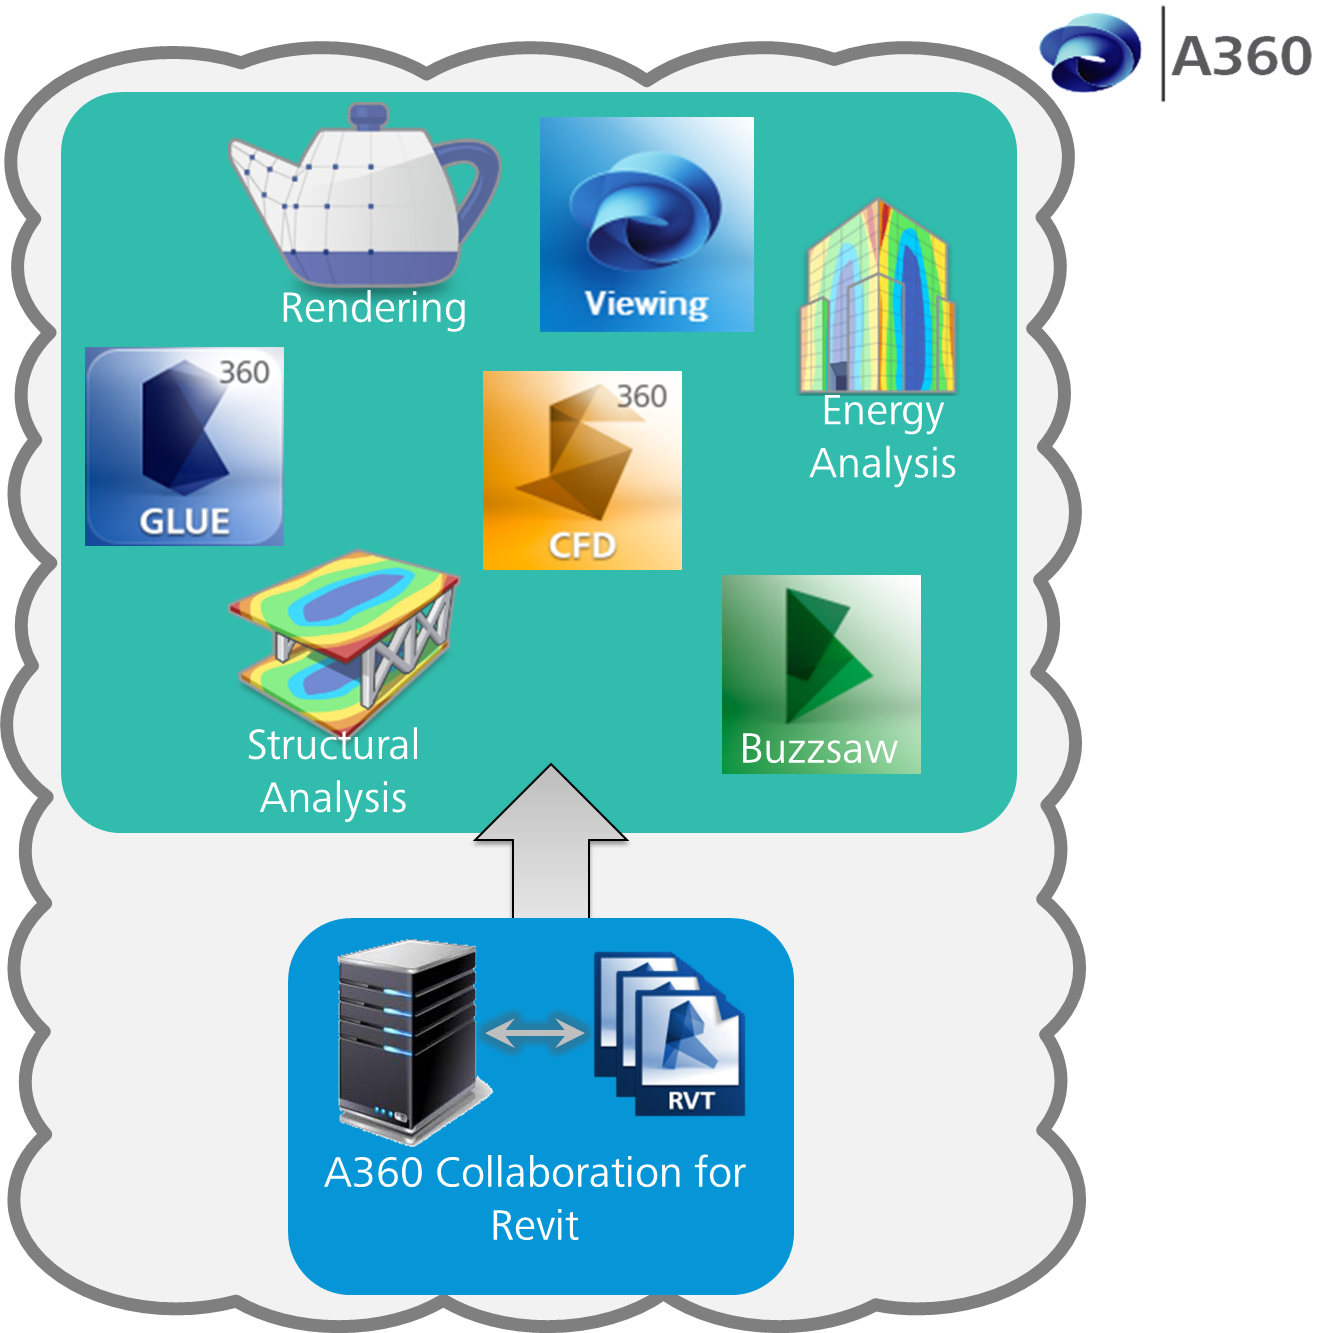 A360
Rendering
Viewing
360
GLUE
360
CFD
Energy
Analysis
Structural
Analysis
Buzzsaw
RVT
A360 Collaboration for
Revit